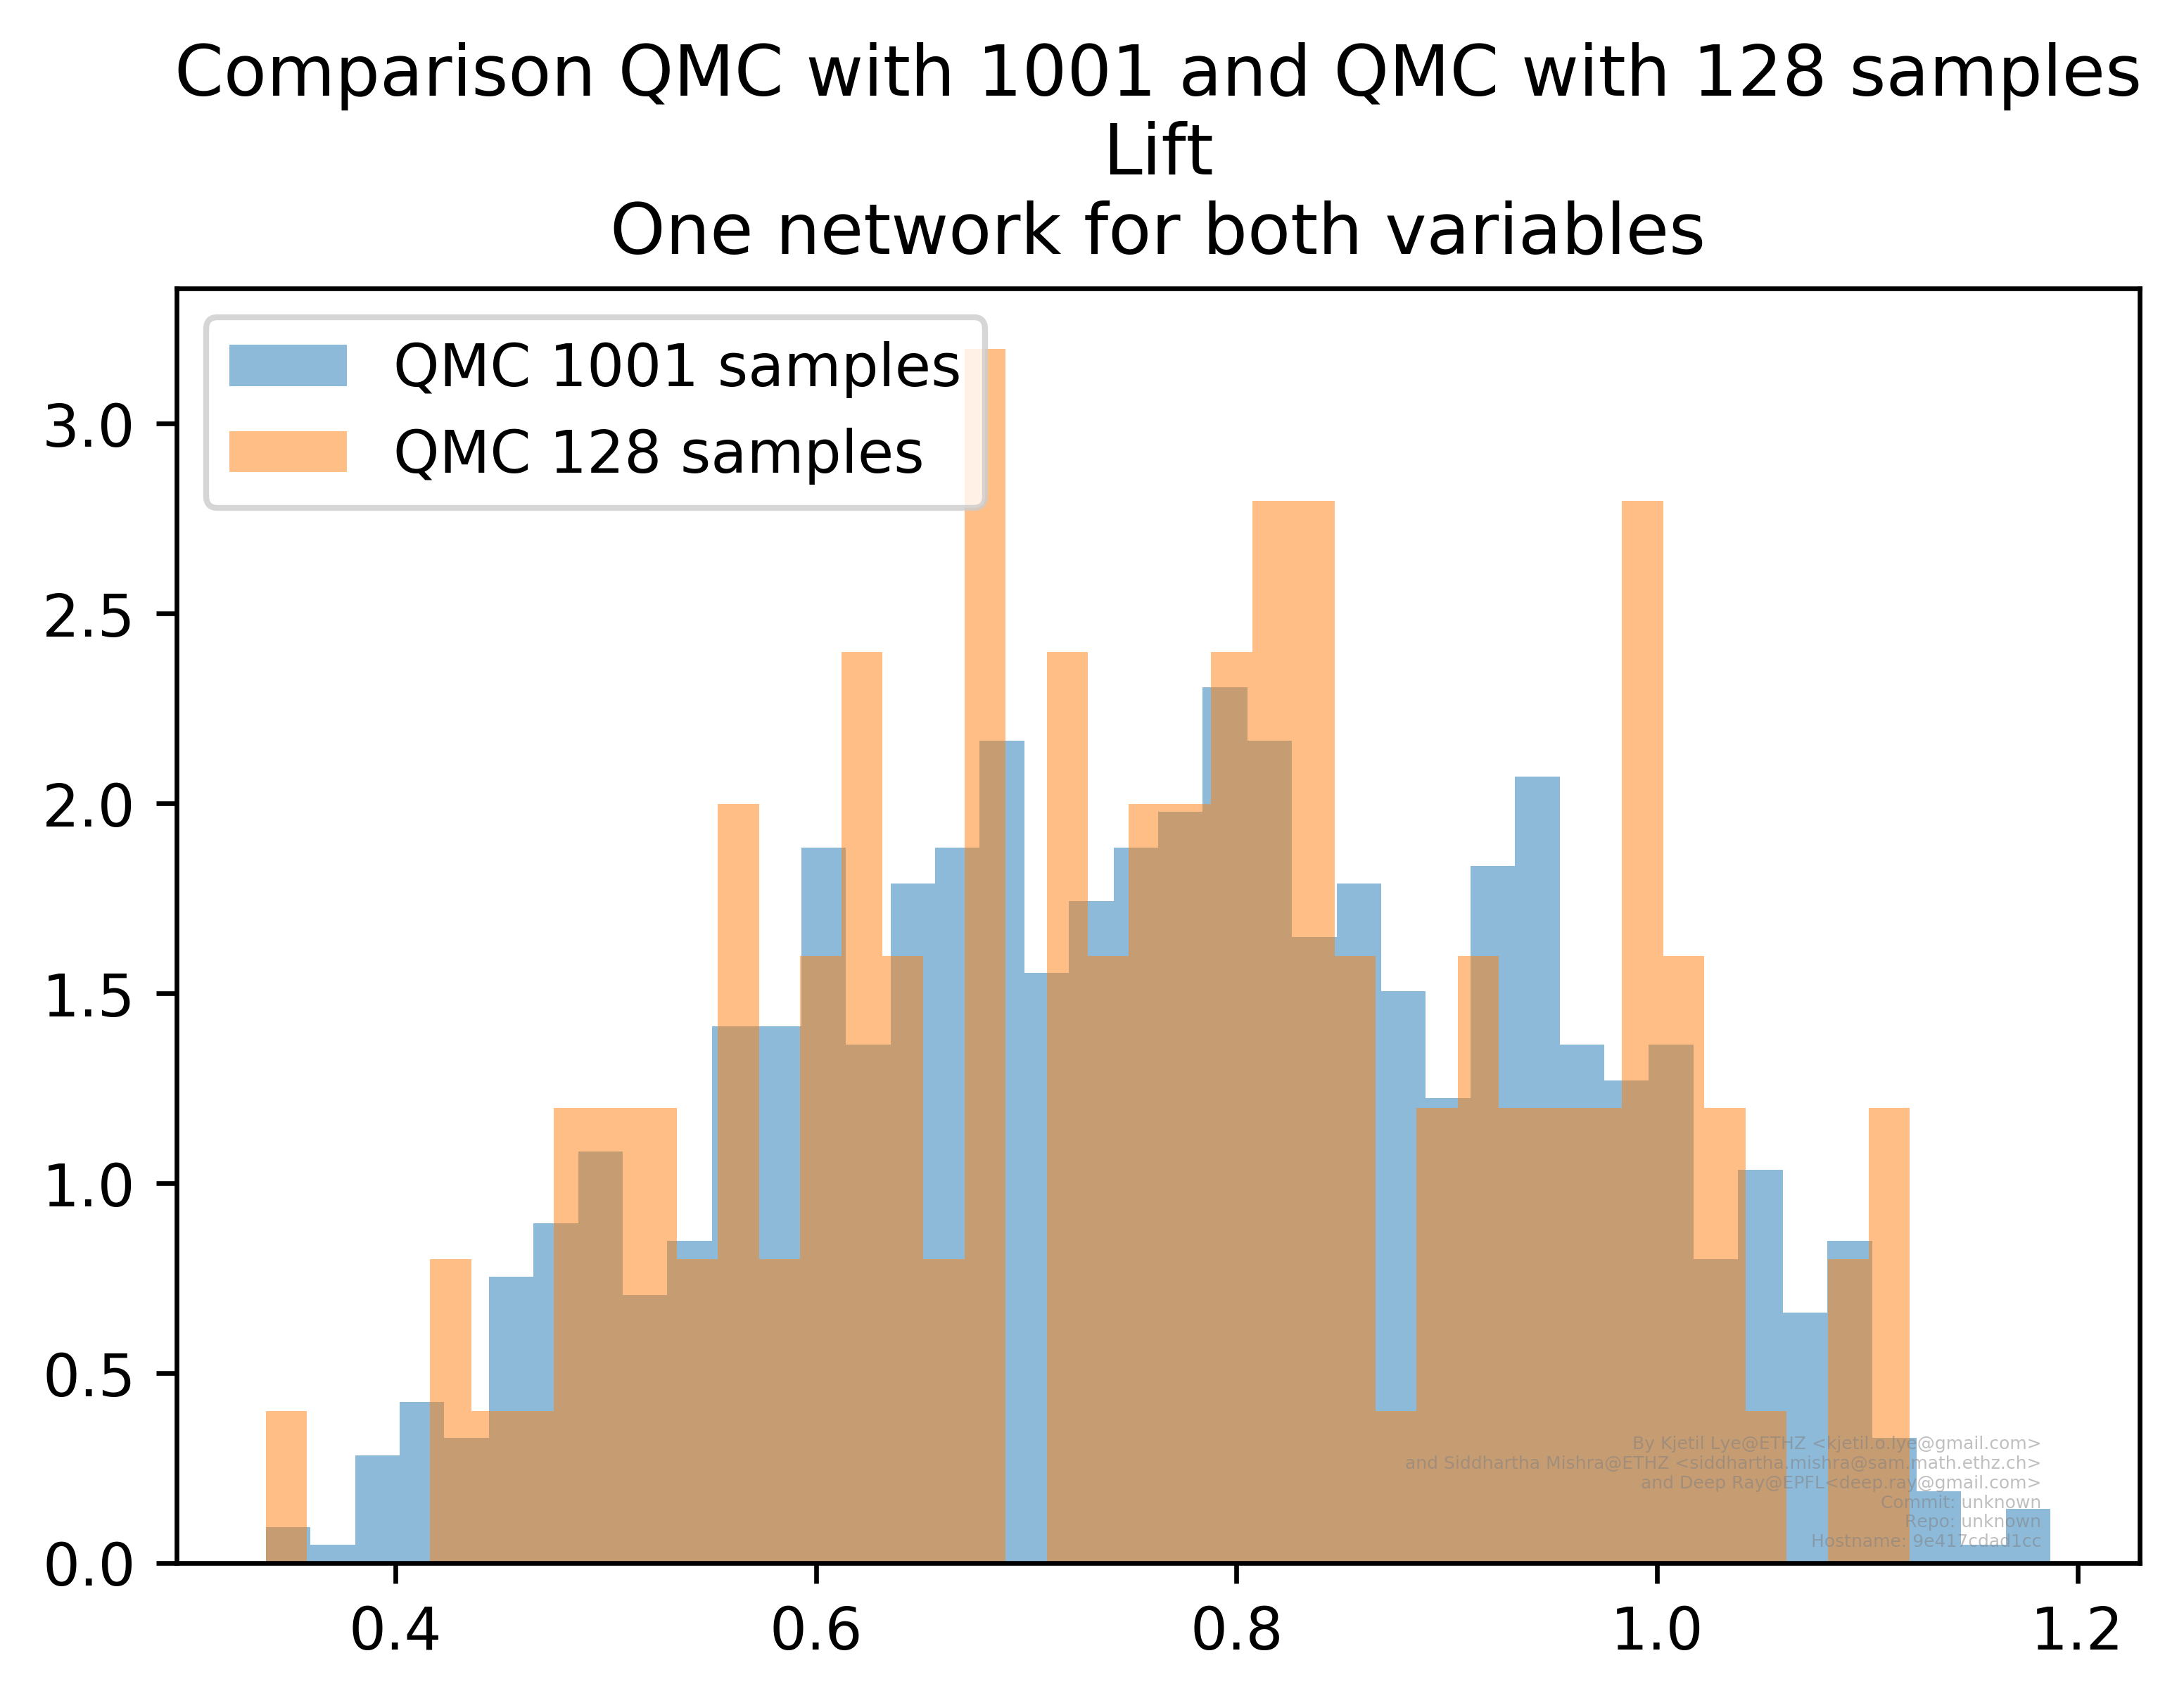 Comparison QMC with 1001 and QMC with 128 samples
Lift
One network for both variables
QMC 1001 samples
QMC 128 samples
3.0
2.5
2.0
1.5
1.0
0.5
0.0
By Kjetil Lye@ETHZ <kjetil.o.lye@gmail.com>
and Siddhartha Mishra@ETHZ <siddhartha.mishra@sam.math.ethz.ch>
and Deep Ray@EPFL<deep.ray@gmail.com>
Commit: unknown
Repo: unknown
Hostname: 9e417cdad1cc
0.4 0.6 0.8 1.0 1.2